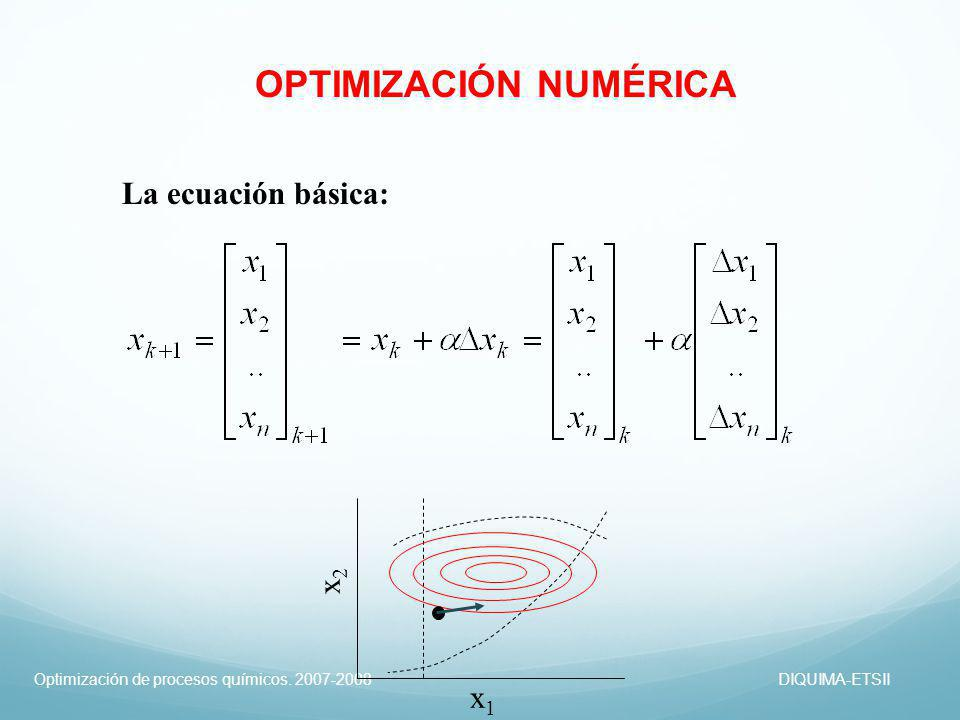 OPTIMIZACIÓN NUMÉRICA
La ecuación básica:
x_{k+1} = [x_1 x_2 .. x_n]_{k+1} = x_k + αΔx_k = [x_1 x_2 .. x_n]_k + α[Δx_1 Δx_2 .. Δx_n]_k
x_2
x_1
Optimización de procesos químicos. 2007-2008
DIQUIMA-ETSII